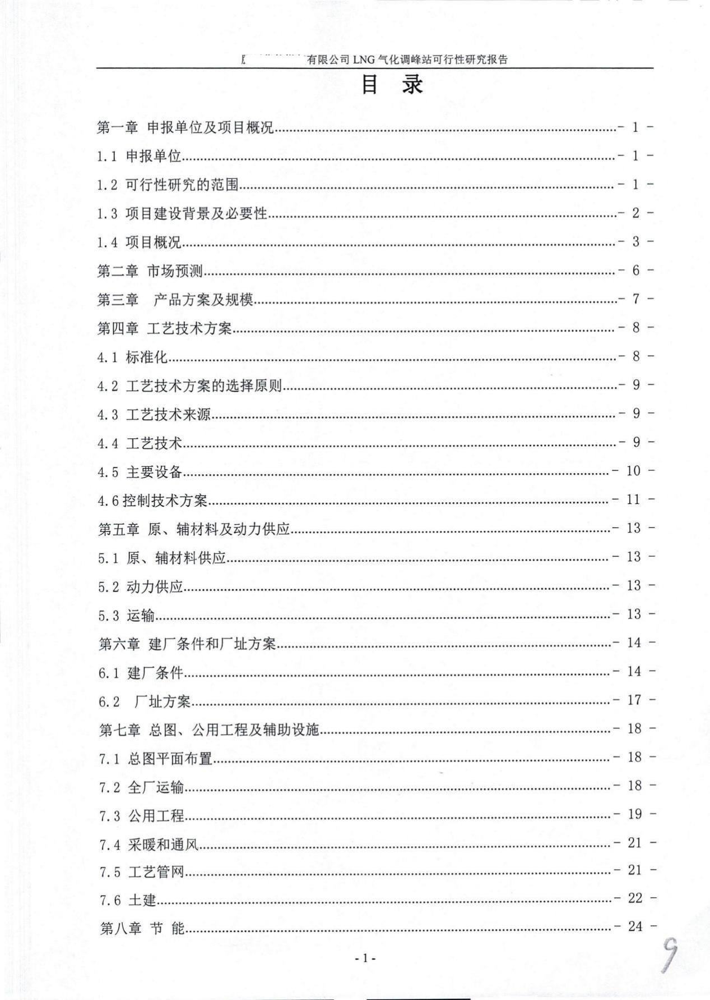 有限公司 LNG 气化调峰站可行性研究报告
目 录
第一章 申报单位及项目概况........................- 1 -
1.1 申报单位........................- 1 -
1.2 可行性研究的范围........................- 1 -
1.3 项目建设背景及必要性........................- 2 -
1.4 项目概况........................- 3 -
第二章 市场预测........................- 6 -
第三章 产品方案及规模........................- 7 -
第四章 工艺技术方案........................- 8 -
4.1 标准化........................- 8 -
4.2 工艺技术方案的选择原则........................- 9 -
4.3 工艺技术来源........................- 9 -
4.4 工艺技术........................- 9 -
4.5 主要设备........................- 10 -
4.6控制技术方案........................- 11 -
第五章 原、辅材料及动力供应........................- 13 -
5.1 原、辅材料供应........................- 13 -
5.2 动力供应........................- 13 -
5.3 运输........................- 13 -
第六章 建厂条件和厂址方案........................- 14 -
6.1 建厂条件........................- 14 -
6.2 厂址方案........................- 17 -
第七章 总图、公用工程及辅助设施........................- 18 -
7.1 总图平面布置........................- 18 -
7.2 全厂运输........................- 18 -
7.3 公用工程........................- 19 -
7.4 采暖和通风........................- 21 -
7.5 工艺管网........................- 21 -
7.6 土建........................- 22 -
第八章 节 能........................- 24 -
- 1 -
9